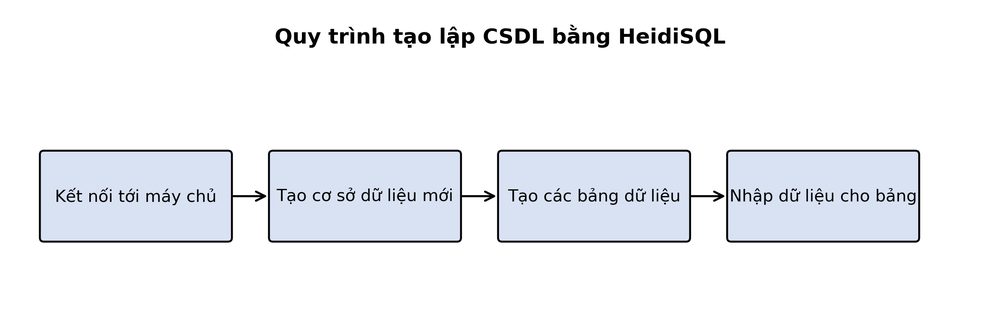 Quy trình tạo lập CSDL bằng HeidiSQL
Kết nối tới máy chủ
Tạo cơ sở dữ liệu mới
Tạo các bảng dữ liệu
Nhập dữ liệu cho bảng